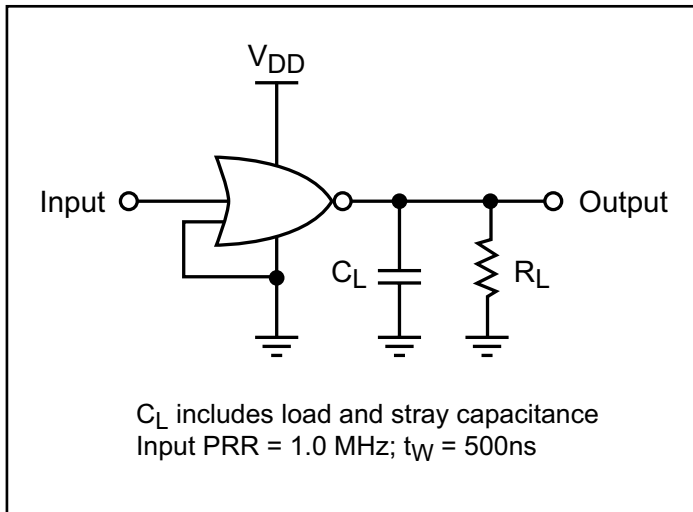 VDD
Input
Output
CL
RL
CL includes load and stray capacitance
Input PRR = 1.0 MHz; tW = 500ns